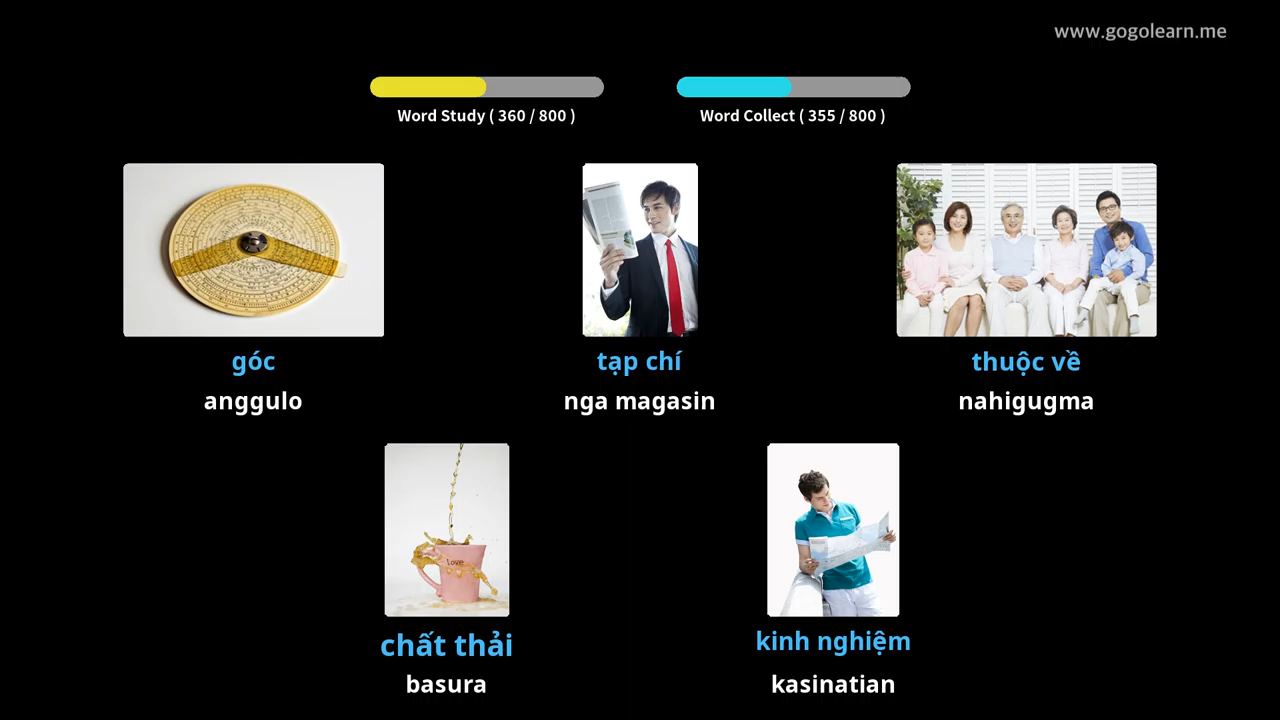 www.gogolearn.me
Word Study ( 360 / 800 )
Word Collect ( 355 / 800 )
góc
anggulo
tạp chí
nga magasin
thuộc về
nahigugma
love
chất thải
basura
kinh nghiệm
kasinatian